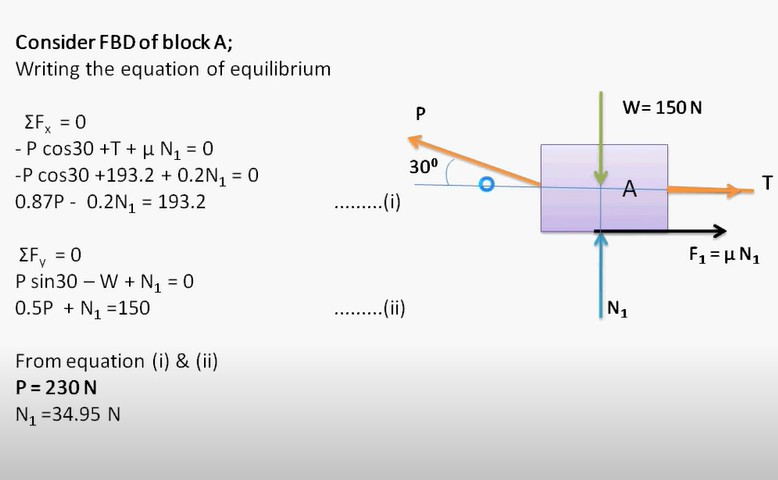 Consider FBD of block A;
Writing the equation of equilibrium
ΣFₓ = 0
- P cos30 +T + μ N₁ = 0
-P cos30 +193.2 + 0.2N₁ = 0
0.87P - 0.2N₁ = 193.2 .........(i)
ΣFᵧ = 0
P sin30 – W + N₁ = 0
0.5P + N₁ =150 .........(ii)
From equation (i) & (ii)
P = 230 N
N₁ =34.95 N
W= 150 N
P
30⁰
A
T
F₁ = μ N₁
N₁